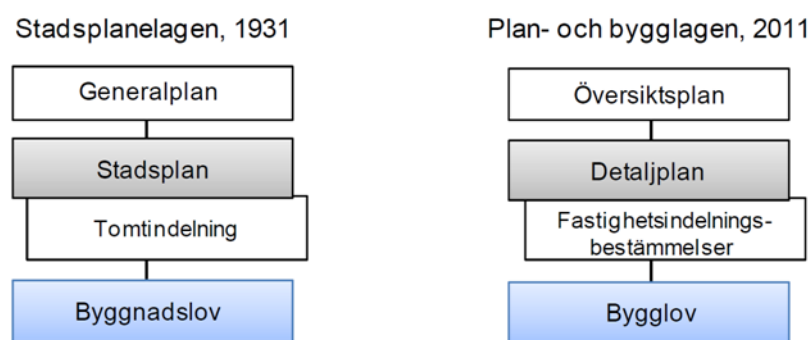 Stadsplanelagen, 1931
Generalplan
Stadsplan
Tomtindelning
Byggnadslov
Plan- och bygglagen, 2011
Översiktsplan
Detaljplan
Fastighetsindelnings-
bestämmelser
Bygglov